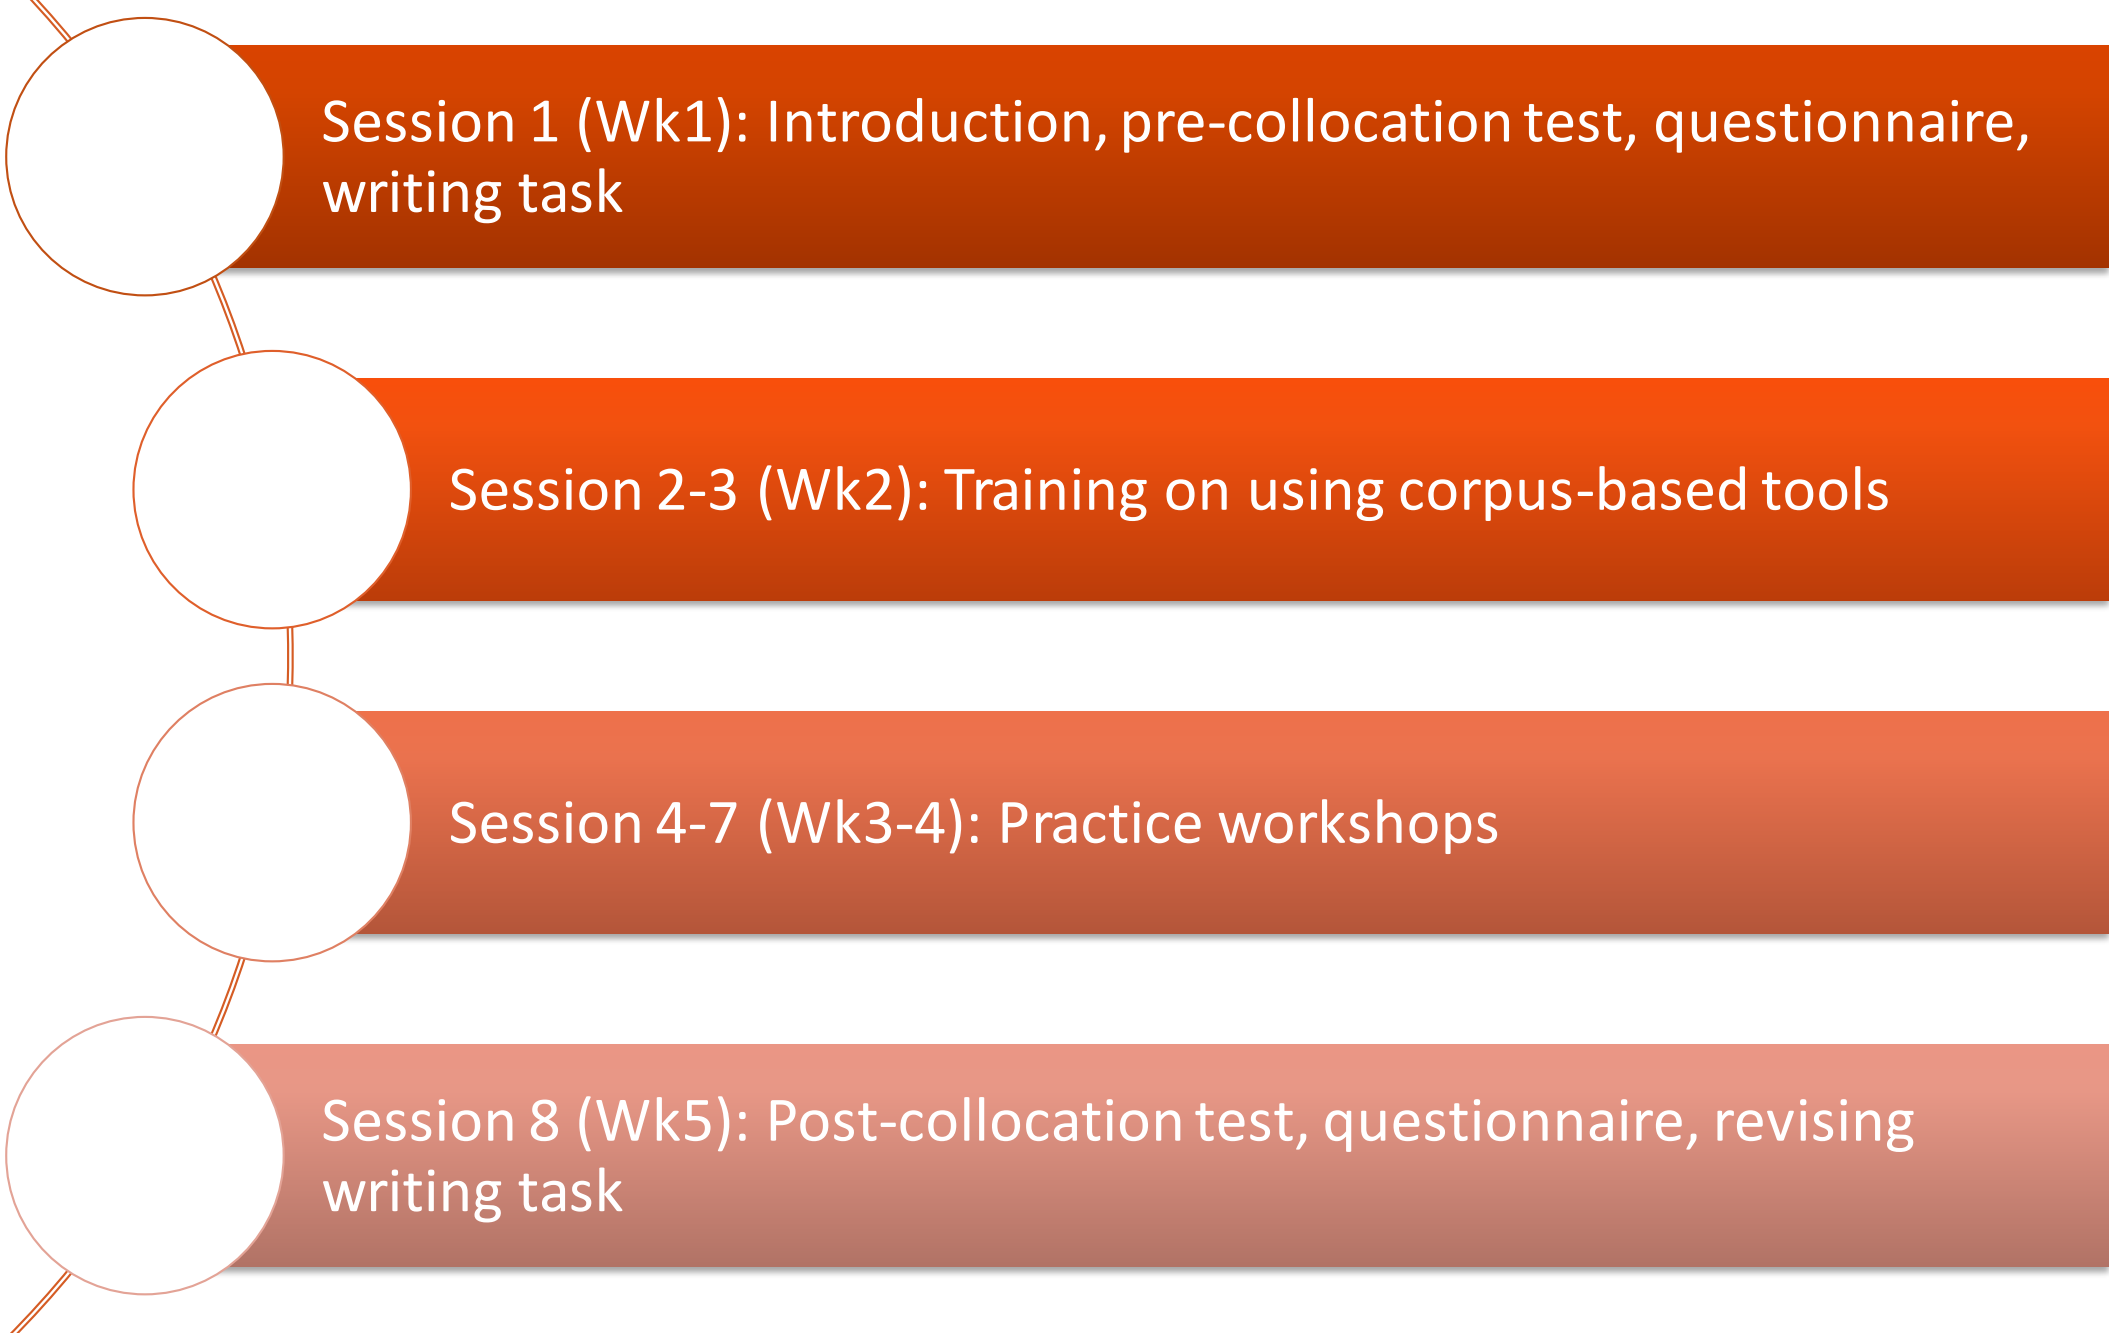 Session 1 (Wk1): Introduction, pre-collocation test, questionnaire,
writing task
Session 2-3 (Wk2): Training on using corpus-based tools
Session 4-7 (Wk3-4): Practice workshops
Session 8 (Wk5): Post-collocation test, questionnaire, revising
writing task